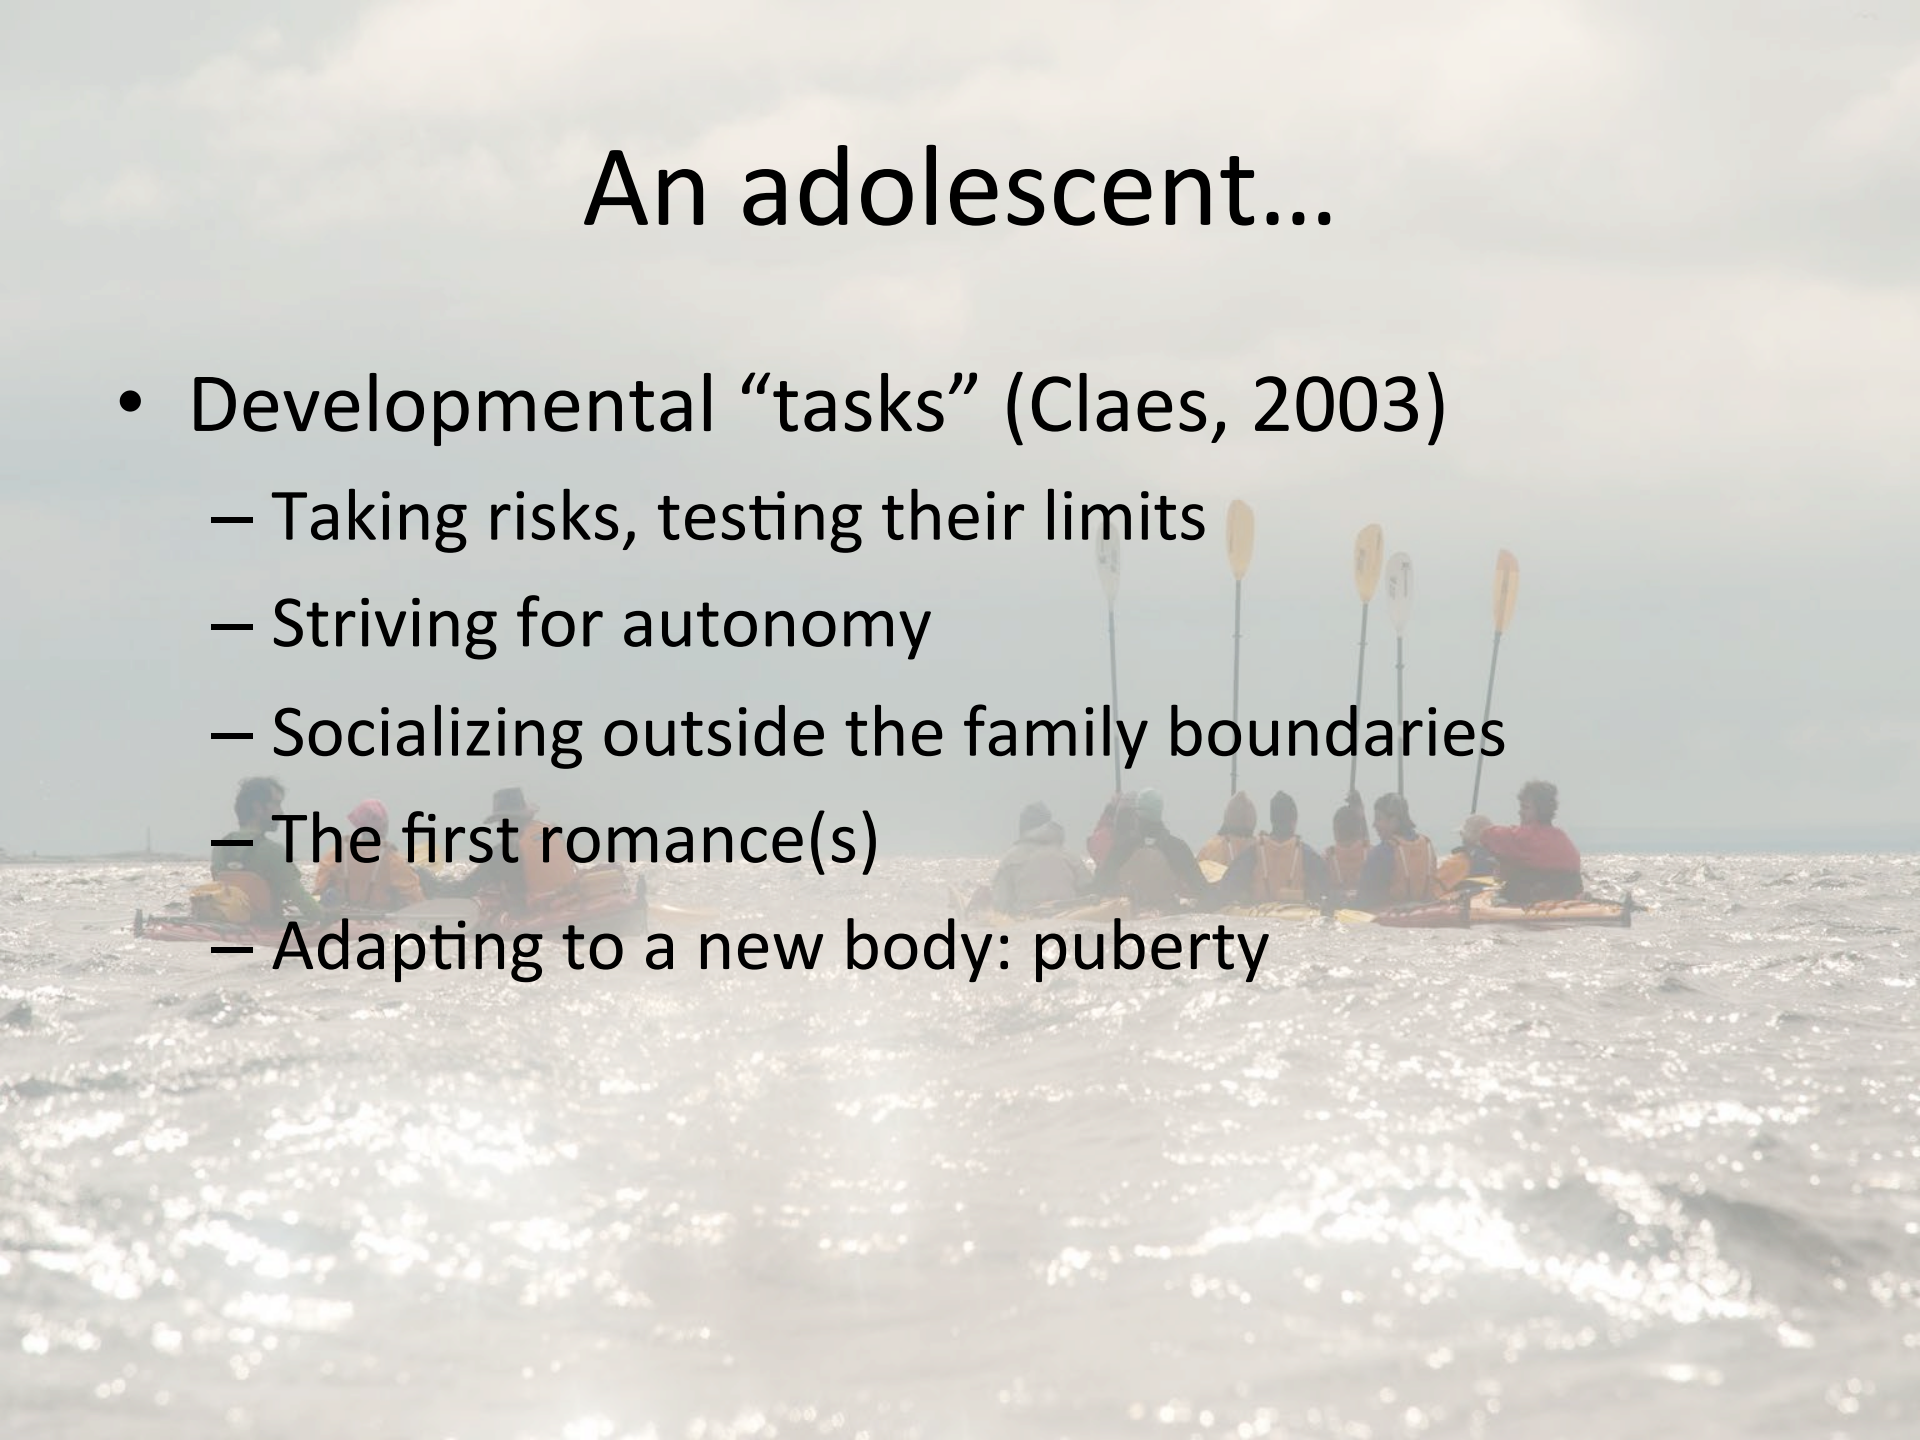 An adolescent…
• Developmental “tasks” (Claes, 2003)
– Taking risks, testing their limits
– Striving for autonomy
– Socializing outside the family boundaries
– The first romance(s)
– Adapting to a new body: puberty